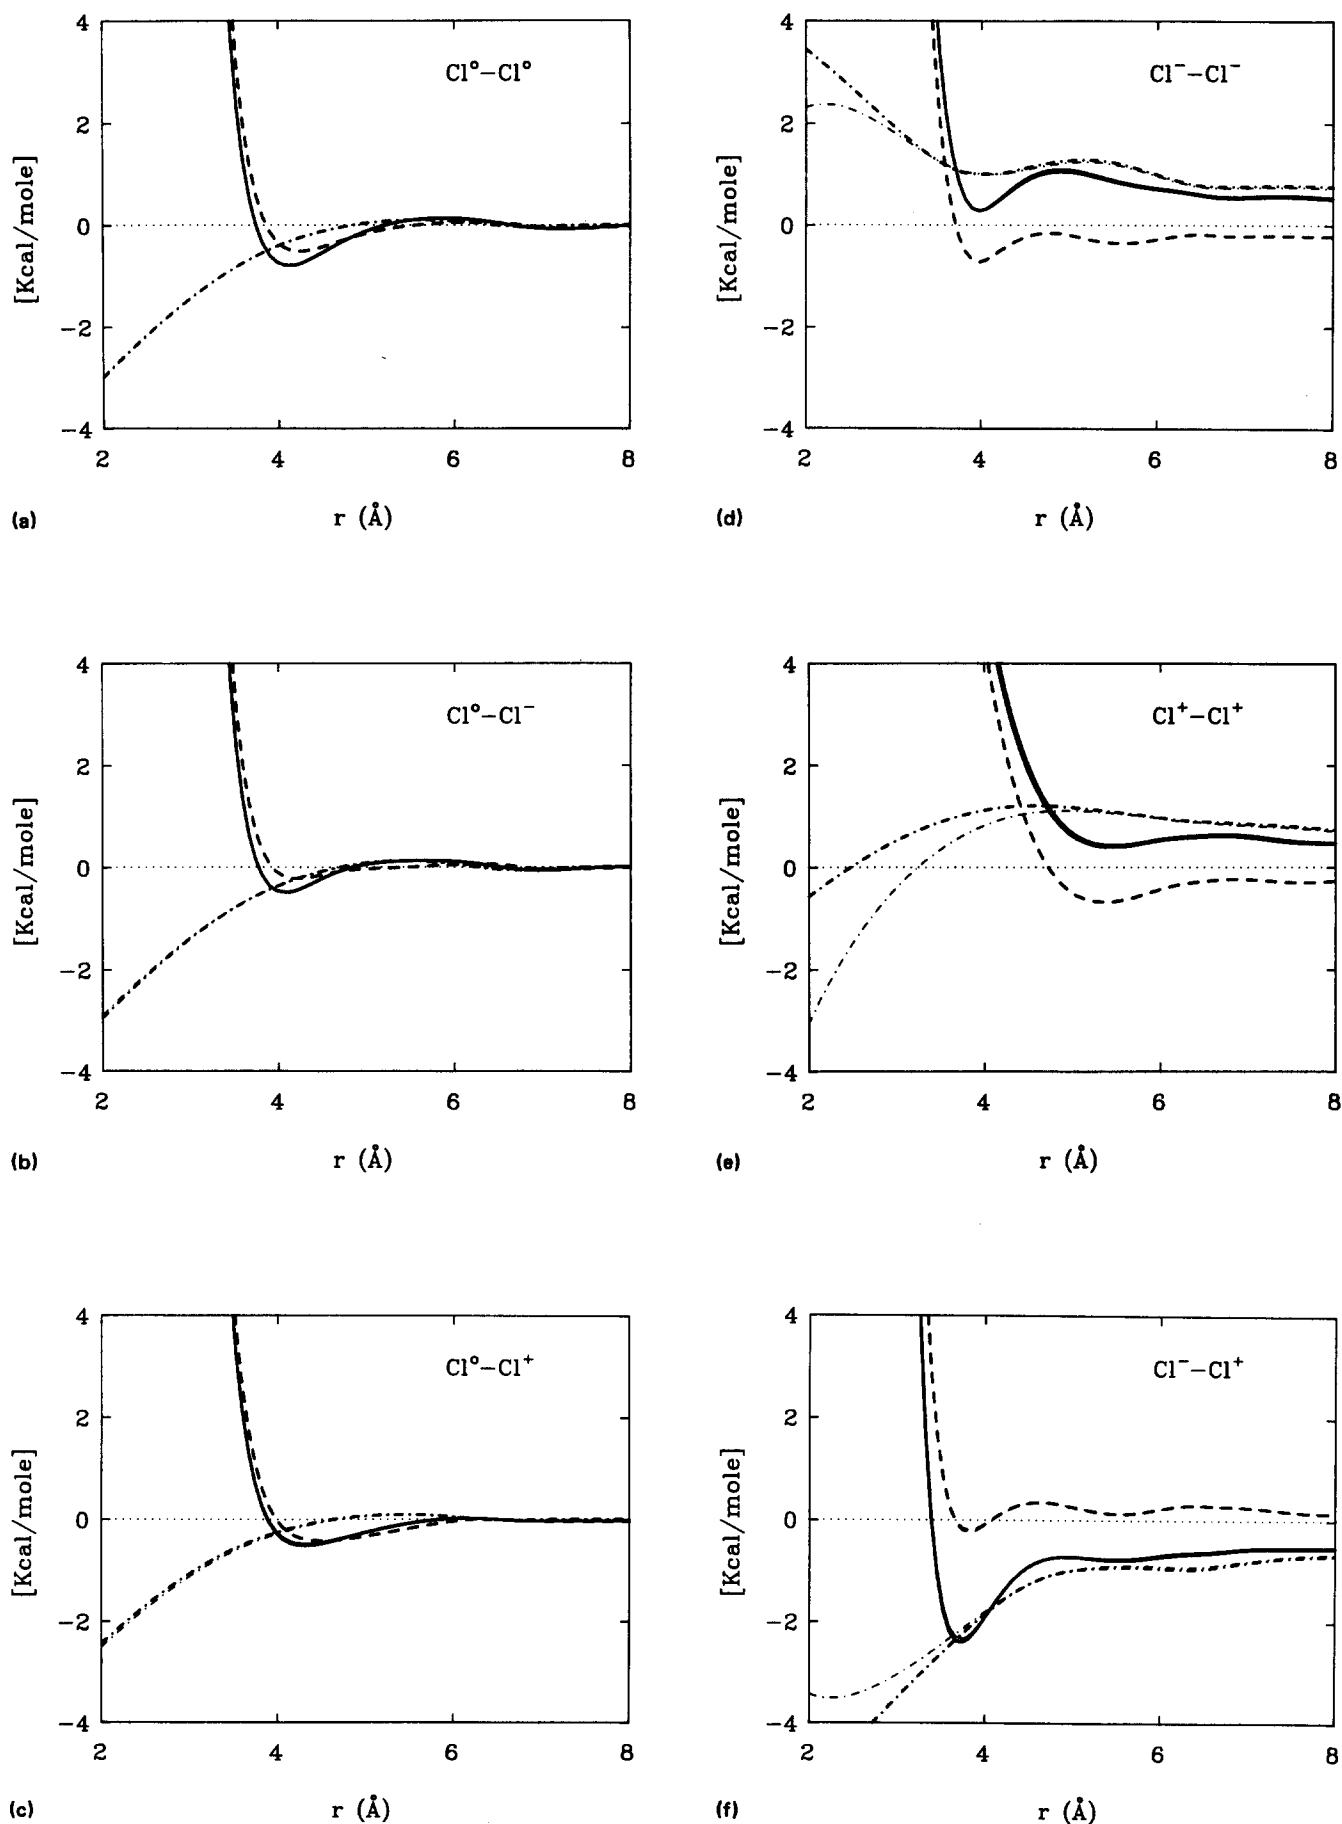 4
2
0
−2
−4
[Kcal/mole]
Cl°−Cl°
2
4
6
8
r (Å)
(a)
4
2
0
−2
−4
[Kcal/mole]
Cl⁻−Cl⁻
2
4
6
8
r (Å)
(d)
4
2
0
−2
−4
[Kcal/mole]
Cl°−Cl⁻
2
4
6
8
r (Å)
(b)
4
2
0
−2
−4
[Kcal/mole]
Cl⁺−Cl⁺
2
4
6
8
r (Å)
(e)
4
2
0
−2
−4
[Kcal/mole]
Cl°−Cl⁺
2
4
6
8
r (Å)
(c)
4
2
0
−2
−4
[Kcal/mole]
Cl⁻−Cl⁺
2
4
6
8
r (Å)
(f)